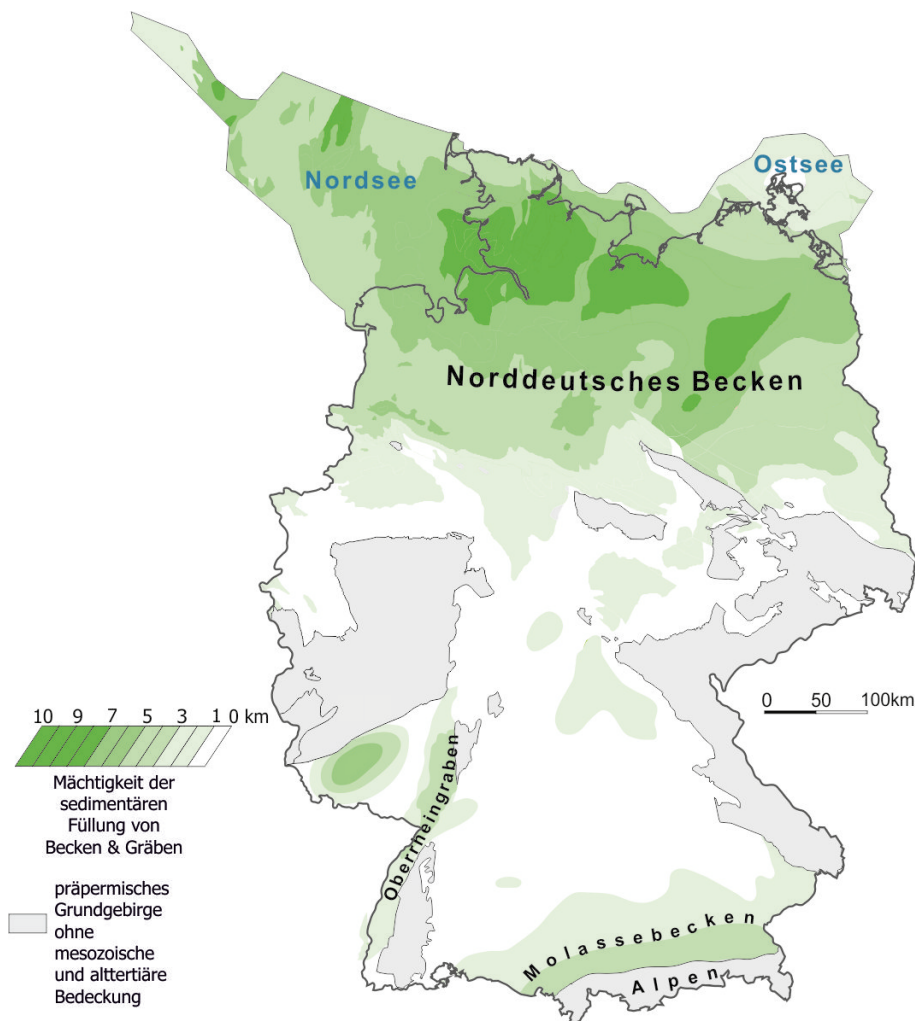 Nordsee
Ostsee
Norddeutsches Becken
0 50 100km
10 9 7 5 3 1 0 km
Mächtigkeit der
sedimentären
Füllung von
Becken & Gräben
präpermisches
Grundgebirge
ohne
mesozoische
und alttertiäre
Bedeckung
Oberrheingraben
Molassebecken
Alpen